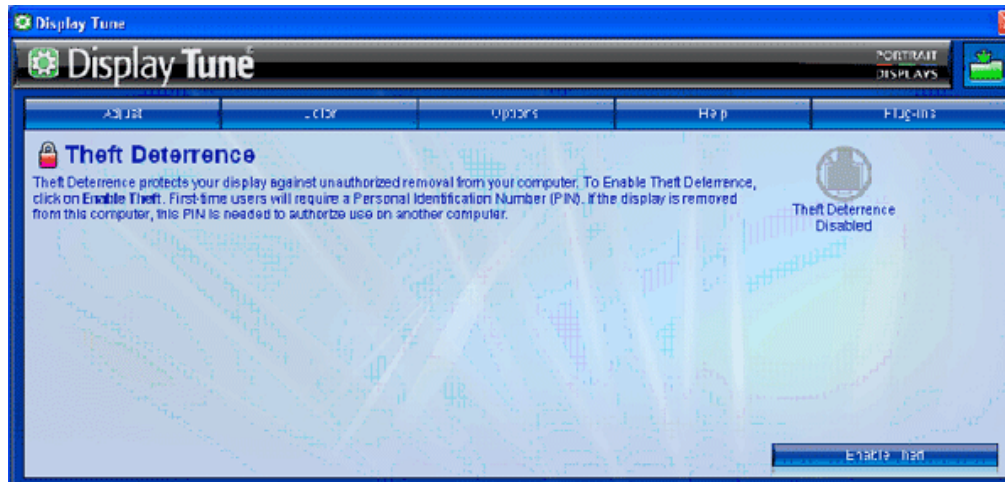 Display Tune
Display Tune
PORTRAIT
DISPLAYS
Adjust Color Options Help Plug-ins
Theft Deterrence
Theft Deterrence protects your display against unauthorized removal from your computer. To Enable Theft Deterrence,
click on Enable Theft. First-time users will require a Personal Identification Number (PIN). If the display is removed
from this computer, this PIN is needed to authorize use on another computer.
Theft Deterrence
Disabled
Enable Theft